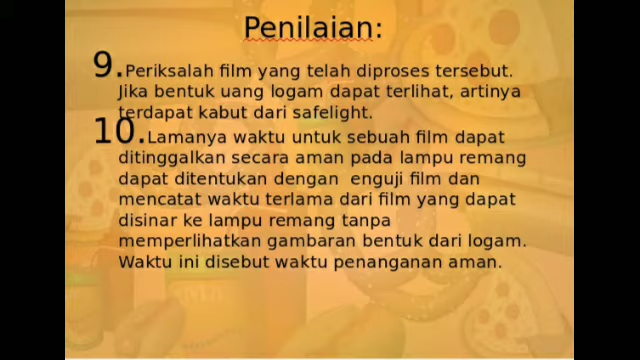 Penilaian:
9.Periksalah film yang telah diproses tersebut.
Jika bentuk uang logam dapat terlihat, artinya
terdapat kabut dari safelight.
10.Lamanya waktu untuk sebuah film dapat
ditinggalkan secara aman pada lampu remang
dapat ditentukan dengan  enguji film dan
mencatat waktu terlama dari film yang dapat
disinar ke lampu remang tanpa
memperlihatkan gambaran bentuk dari logam.
Waktu ini disebut waktu penanganan aman.